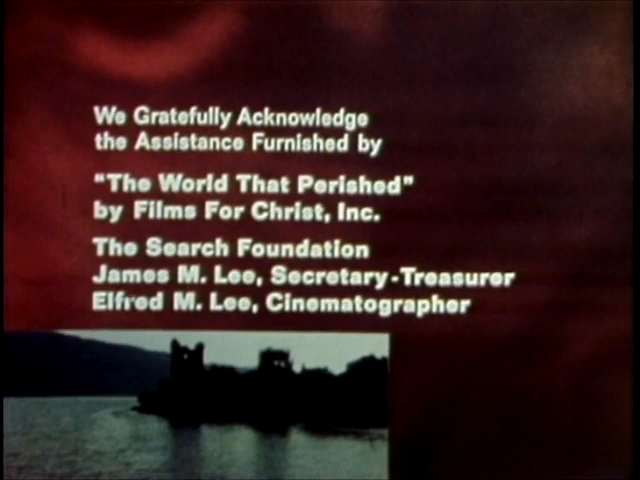 We Gratefully Acknowledge
the Assistance Furnished by
"The World That Perished"
by Films For Christ, Inc.
The Search Foundation
James M. Lee, Secretary-Treasurer
Elfred M. Lee, Cinematographer